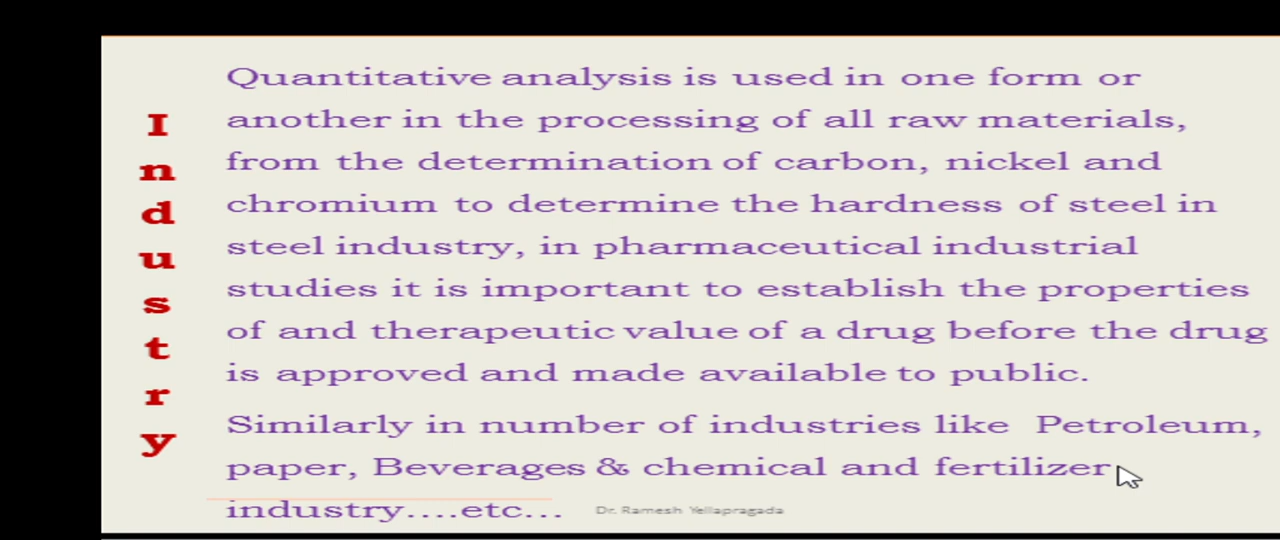 Industry
Quantitative analysis is used in one form or
another in the processing of all raw materials,
from the determination of carbon, nickel and
chromium to determine the hardness of steel in
steel industry, in pharmaceutical industrial
studies it is important to establish the properties
of and therapeutic value of a drug before the drug
is approved and made available to public.
Similarly in number of industries like Petroleum,
paper, Beverages & chemical and fertilizer
industry....etc...
Dr. Ramesh Yellapragada